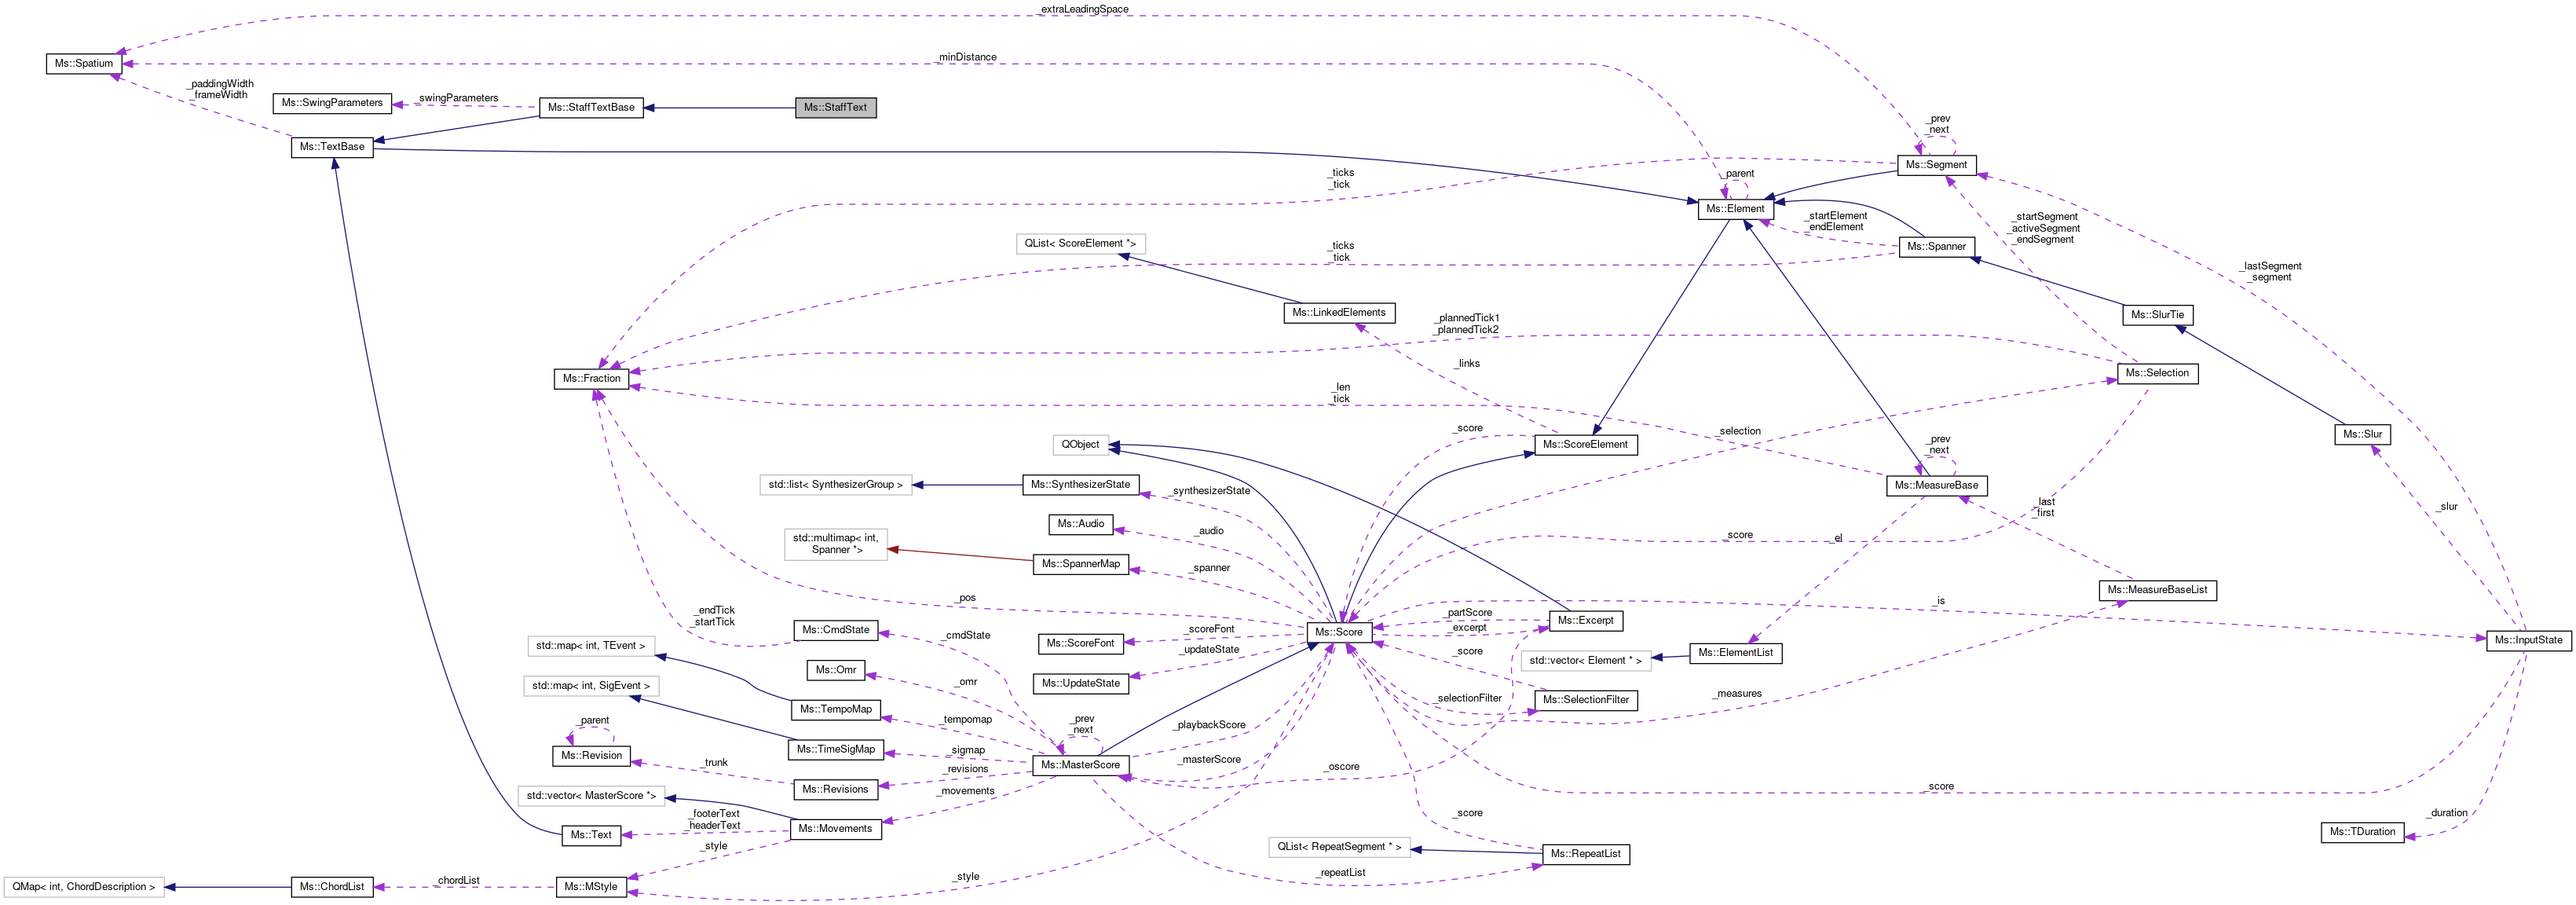 _extraLeadingSpace
Ms::Spatium
_minDistance
_paddingWidth
_frameWidth
Ms::SwingParameters
_swingParameters
Ms::StaffTextBase
Ms::StaffText
Ms::TextBase
_prev
_next
Ms::Segment
_ticks
_tick
_parent
Ms::Element
_startElement
_endElement
_startSegment
_activeSegment
_endSegment
QList< ScoreElement *>
_ticks
_tick
Ms::Spanner
_lastSegment
_segment
Ms::LinkedElements
Ms::SlurTie
_plannedTick1
_plannedTick2
_links
Ms::Fraction
Ms::Selection
_len
_tick
_score
_selection
QObject
Ms::ScoreElement
_prev
_next
Ms::Slur
std::list< SynthesizerGroup >
Ms::SynthesizerState
_synthesizerState
Ms::MeasureBase
_last
_first
_slur
Ms::Audio
_audio
std::multimap< int,
Spanner *>
Ms::SpannerMap
_spanner
_score
_el
_pos
Ms::MeasureBaseList
_is
_endTick
_startTick
Ms::CmdState
_cmdState
Ms::ScoreFont
_scoreFont
Ms::Score
_partScore
_excerpt
Ms::Excerpt
Ms::InputState
std::map< int, TEvent >
_updateState
_score
std::vector< Element * >
Ms::ElementList
Ms::Omr
_omr
Ms::UpdateState
std::map< int, SigEvent >
_selectionFilter
Ms::SelectionFilter
_measures
Ms::TempoMap
_tempomap
_prev
_next
_playbackScore
_parent
Ms::Revision
Ms::TimeSigMap
_sigmap
Ms::MasterScore
_masterScore
_oscore
_trunk
_revisions
Ms::Revisions
_movements
_score
std::vector< MasterScore *>
_footerText
_headerText
Ms::Text
Ms::Movements
_score
_duration
Ms::TDuration
_style
QList< RepeatSegment * >
Ms::RepeatList
QMap< int, ChordDescription >
Ms::ChordList
_chordList
Ms::MStyle
_style
_repeatList